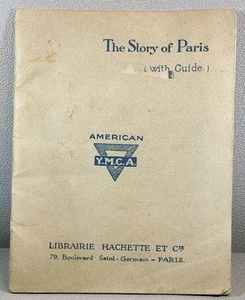 The Story of Paris
(with Guide.)
AMERICAN
Y.M.C.A.
LIBRAIRIE HACHETTE ET Cie
79, Boulevard Saint-Germain - PARIS.